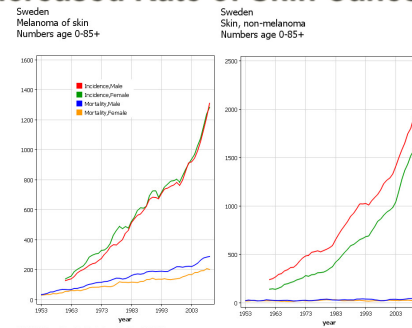 Sweden
Melanoma of skin
Numbers age 0-85+
1600
1400
1200
1000
800
600
400
200
0
Incidence,Male
Incidence,Female
Mortality,Male
Mortality,Female
1953 1963 1973 1983 1993 2003
year
Sweden
Skin, non-melanoma
Numbers age 0-85+
2500
2000
1500
1000
500
0
1953 1963 1973 1983 1993 2003
year